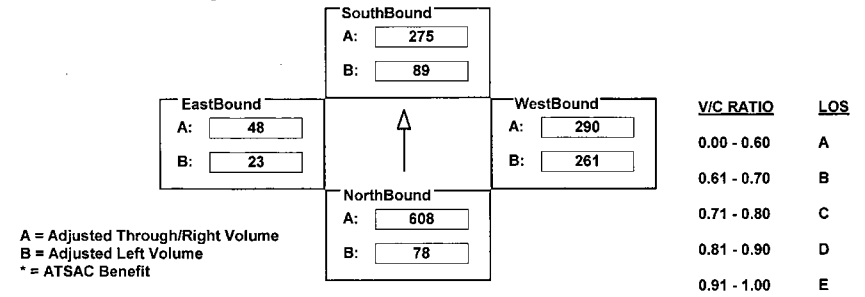 SouthBound
A: 275
B: 89
EastBound
A: 48
B: 23
WestBound
A: 290
B: 261
NorthBound
A: 608
B: 78
A = Adjusted Through/Right Volume
B = Adjusted Left Volume
* = ATSAC Benefit
V/C RATIO LOS
0.00 - 0.60 A
0.61 - 0.70 B
0.71 - 0.80 C
0.81 - 0.90 D
0.91 - 1.00 E